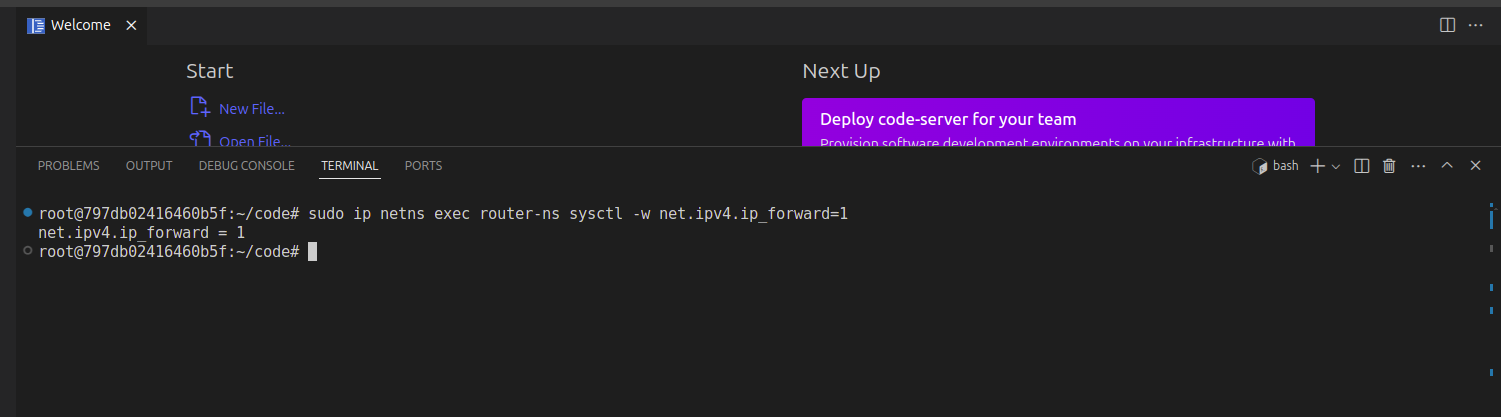 Welcome
Start
Next Up
New File...
Deploy code-server for your team
Open File...
Provision software development environments on your infrastructure with
PROBLEMS OUTPUT DEBUG CONSOLE TERMINAL PORTS
bash
root@797db02416460b5f:~/code# sudo ip netns exec router-ns sysctl -w net.ipv4.ip_forward=1
net.ipv4.ip_forward = 1
root@797db02416460b5f:~/code#